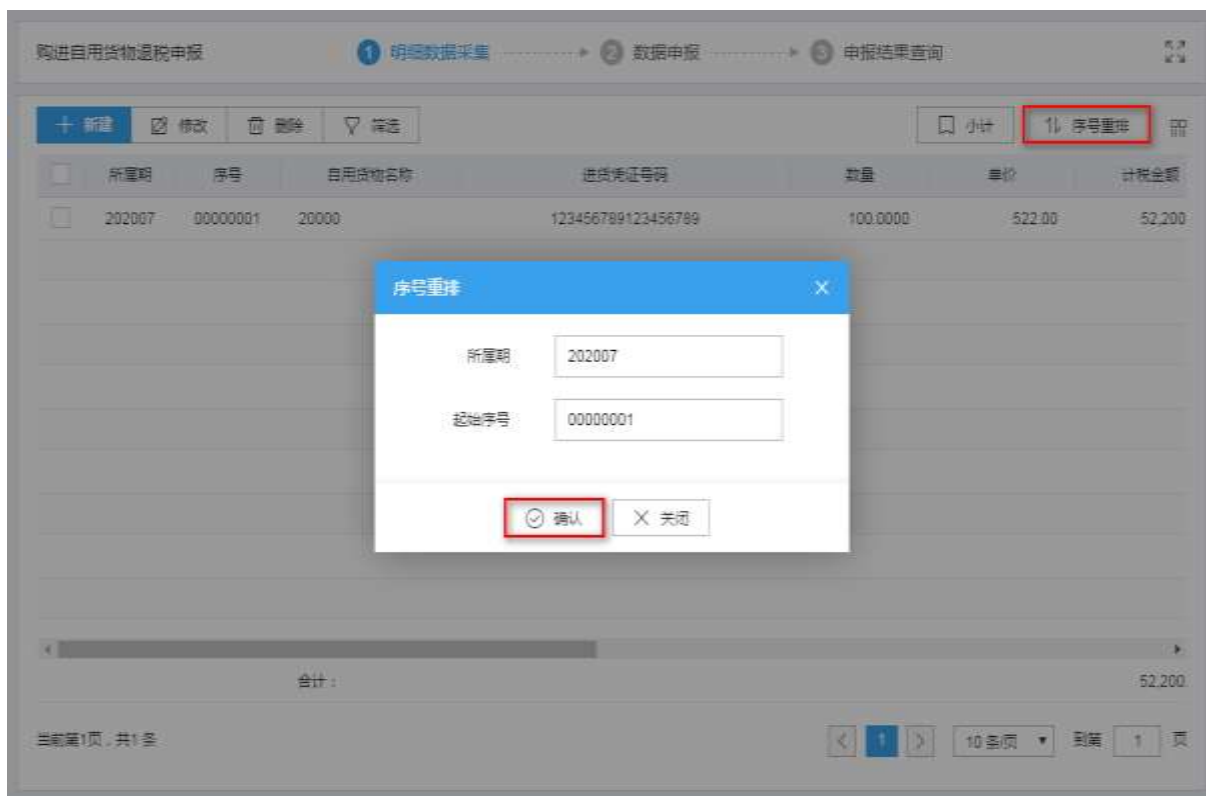 购进自用货物退税申报 1 明细数据采集 2 数据申报 3 申报结果查询
新建 修改 删除 筛选 小计 序号重排
所属期 序号 自用货物名称 进货凭证号码 数量 单价 计税金额
202007 00000001 20000 123456789123456789 100.0000 522.00 52,200
序号重排
所属期 202007
起始序号 00000001
确认 关闭
合计： 52,200.
当前第1页，共1条 1 10条/页 到第 1 页